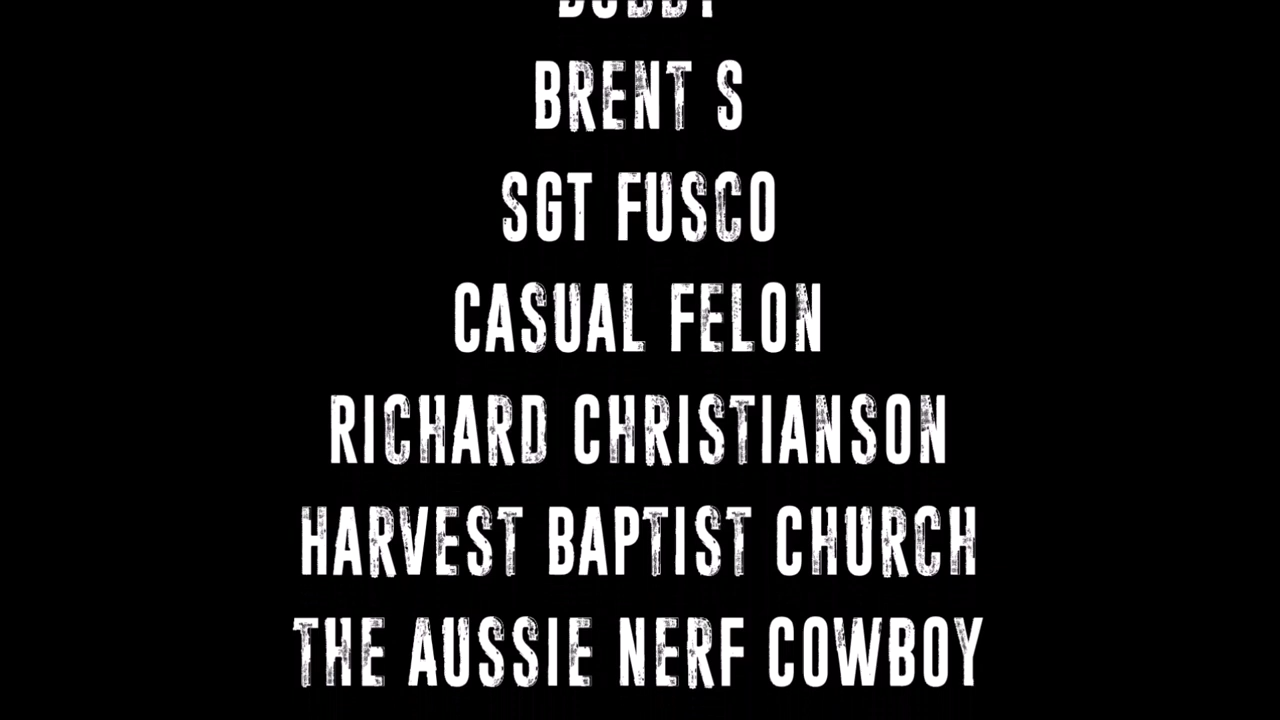 BRENT S
SGT FUSCO
CASUAL FELON
RICHARD CHRISTIANSON
HARVEST BAPTIST CHURCH
THE AUSSIE NERF COWBOY